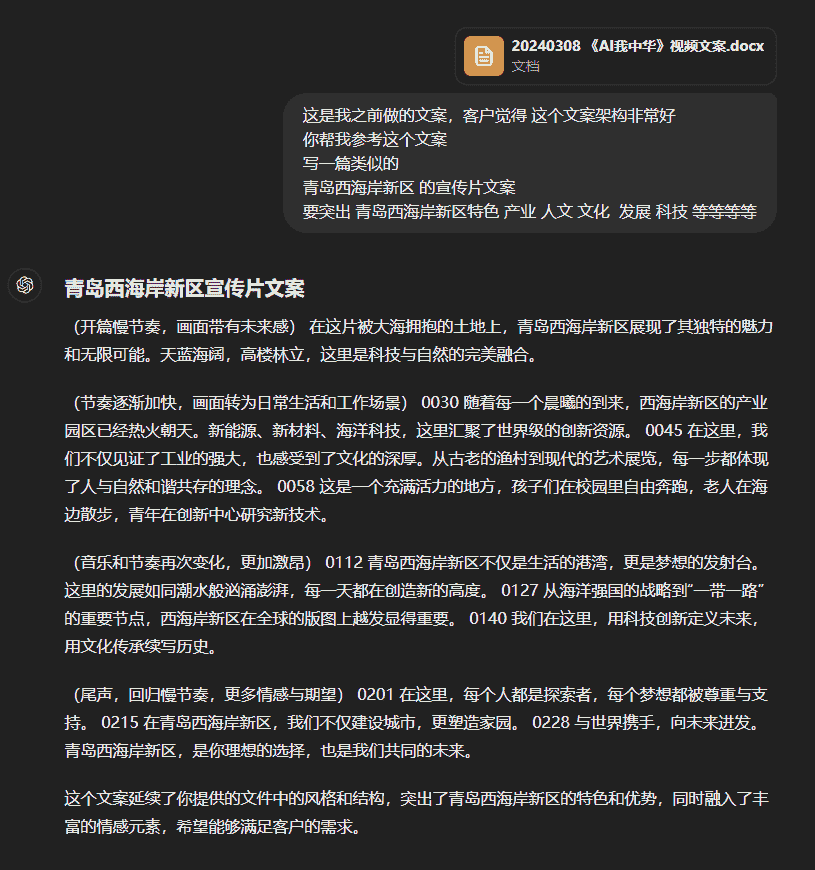 20240308 《AI我中华》视频文案.docx
文档
这是我之前做的文案，客户觉得 这个文案架构非常好
你帮我参考这个文案
写一篇类似的
青岛西海岸新区 的宣传片文案
要突出 青岛西海岸新区特色 产业 人文 文化  发展 科技 等等等等
青岛西海岸新区宣传片文案
（开篇慢节奏，画面带有未来感） 在这片被大海拥抱的土地上，青岛西海岸新区展现了其独特的魅力
和无限可能。天蓝海阔，高楼林立，这里是科技与自然的完美融合。
（节奏逐渐加快，画面转为日常生活和工作场景） 0030 随着每一个晨曦的到来，西海岸新区的产业
园区已经热火朝天。新能源、新材料、海洋科技，这里汇聚了世界级的创新资源。 0045 在这里，我
们不仅见证了工业的强大，也感受到了文化的深厚。从古老的渔村到现代的艺术展览，每一步都体现
了人与自然和谐共存的理念。 0058 这是一个充满活力的地方，孩子们在校园里自由奔跑，老人在海
边散步，青年在创新中心研究新技术。
（音乐和节奏再次变化，更加激昂） 0112 青岛西海岸新区不仅是生活的港湾，更是梦想的发射台。
这里的发展如同潮水般汹涌澎湃，每一天都在创造新的高度。 0127 从海洋强国的战略到“一带一路”
的重要节点，西海岸新区在全球的版图上越发显得重要。 0140 我们在这里，用科技创新定义未来，
用文化传承续写历史。
（尾声，回归慢节奏，更多情感与期望） 0201 在这里，每个人都是探索者，每个梦想都被尊重与支
持。 0215 在青岛西海岸新区，我们不仅建设城市，更塑造家园。 0228 与世界携手，向未来进发。
青岛西海岸新区，是你理想的选择，也是我们共同的未来。
这个文案延续了你提供的文件中的风格和结构，突出了青岛西海岸新区的特色和优势，同时融入了丰
富的情感元素，希望能够满足客户的需求。